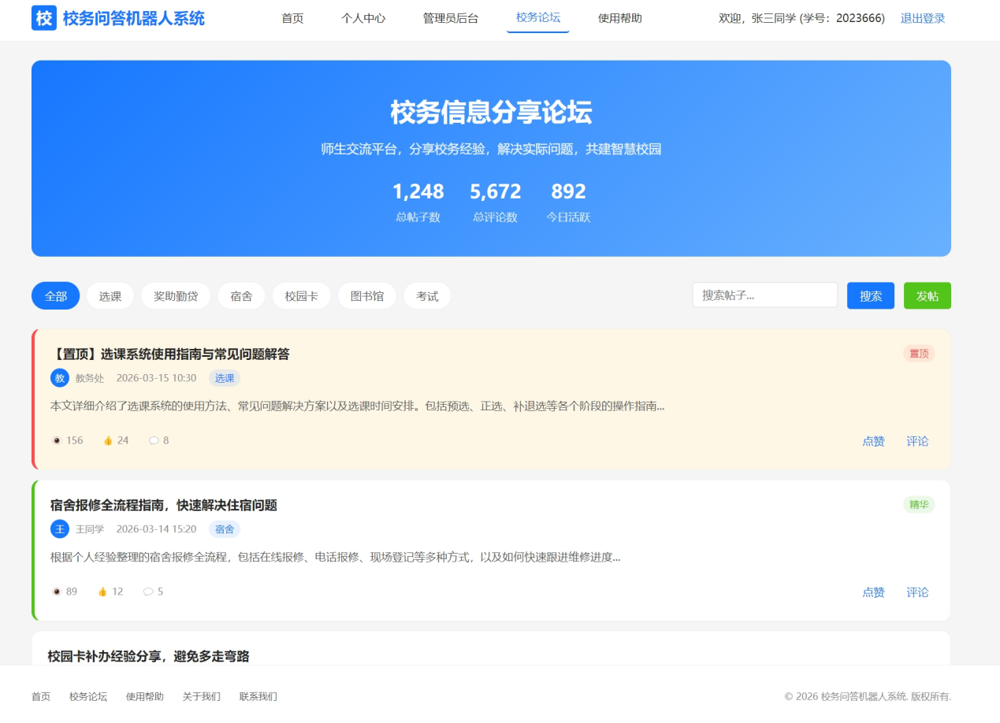 校 校务问答机器人系统 首页 个人中心 管理员后台 校务论坛 使用帮助 欢迎，张三同学 (学号：2023666) 退出登录
校务信息分享论坛
师生交流平台，分享校务经验，解决实际问题，共建智慧校园
1,248 5,672 892
总帖子数 总评论数 今日活跃
全部 选课 奖助勤贷 宿舍 校园卡 图书馆 考试 搜索帖子... 搜索 发帖
【置顶】选课系统使用指南与常见问题解答 置顶
教 教务处 2026-03-15 10:30 选课
本文详细介绍了选课系统的使用方法、常见问题解决方案以及选课时间安排。包括预选、正选、补退选等各个阶段的操作指南...
156 24 8 点赞 评论
宿舍报修全流程指南，快速解决住宿问题 精华
王 王同学 2026-03-14 15:20 宿舍
根据个人经验整理的宿舍报修全流程，包括在线报修、电话报修、现场登记等多种方式，以及如何快速跟进维修进度...
89 12 5 点赞 评论
校园卡补办经验分享，避免多走弯路
首页 校务论坛 使用帮助 关于我们 联系我们 © 2026 校务问答机器人系统. 版权所有.